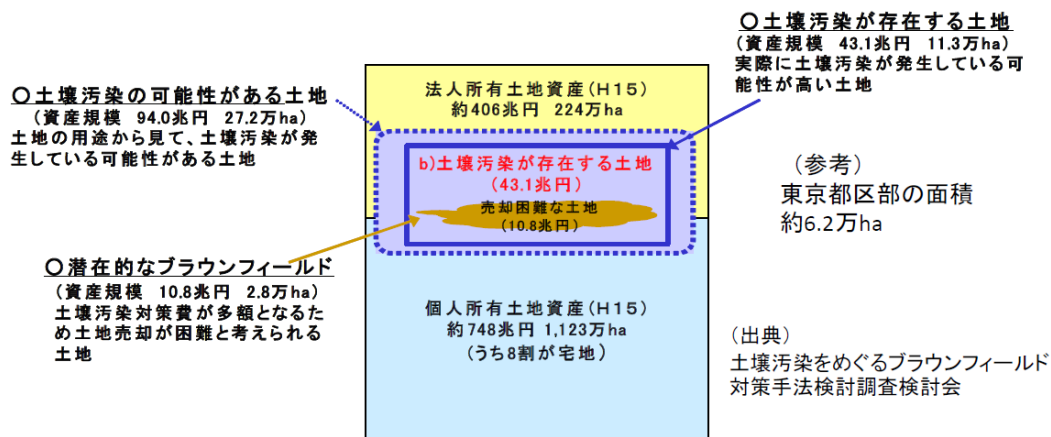 〇土壌汚染の可能性がある土地
(資産規模 94.0兆円 27.2万ha)
土地の用途から見て、土壌汚染が発
生している可能性がある土地
〇潜在的なブラウンフィールド
(資産規模 10.8兆円 2.8万ha)
土壌汚染対策費が多額となるた
め土地売却が困難と考えられる
土地
法人所有土地資産(H15)
約406兆円 224万ha
b)土壌汚染が存在する土地
(43.1兆円)
売却困難な土地
(10.8兆円)
個人所有土地資産(H15)
約748兆円 1,123万ha
(うち8割が宅地)
〇土壌汚染が存在する土地
(資産規模 43.1兆円 11.3万ha)
実際に土壌汚染が発生している可
能性が高い土地
(参考)
東京都区部の面積
約6.2万ha
(出典)
土壌汚染をめぐるブラウンフィールド
対策手法検討調査検討会